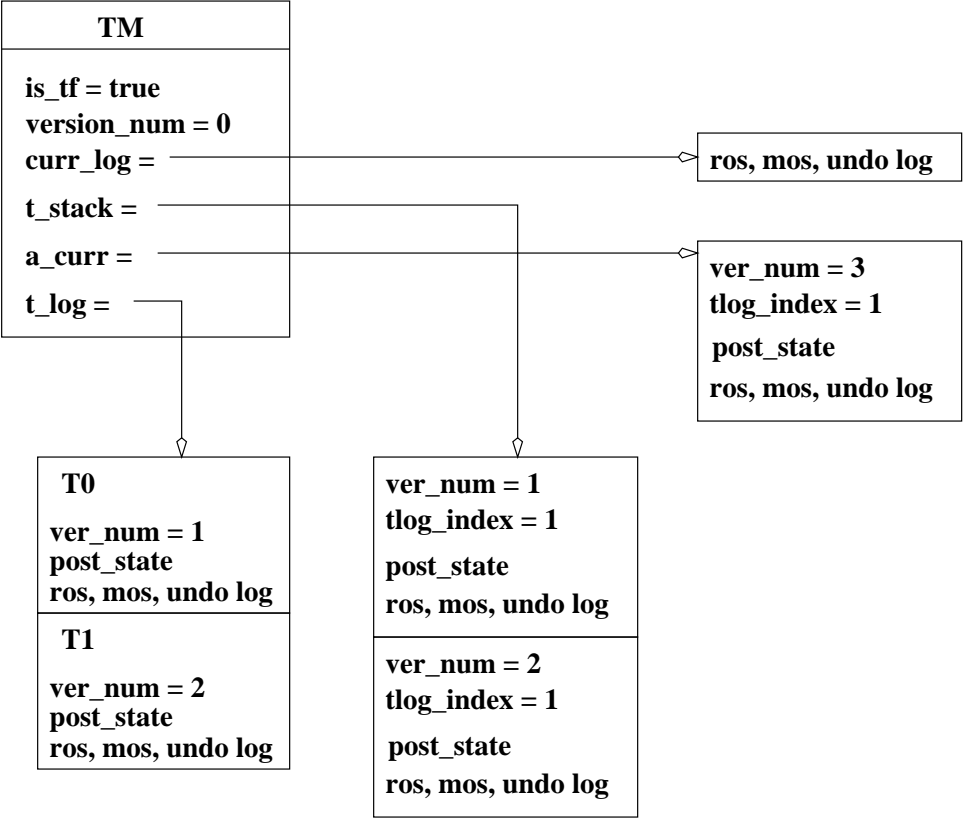 TM
is_tf = true
version_num = 0
curr_log =
t_stack =
a_curr =
t_log =
ros, mos, undo log
ver_num = 3
tlog_index = 1
post_state
ros, mos, undo log
T0
ver_num = 1
post_state
ros, mos, undo log
T1
ver_num = 2
post_state
ros, mos, undo log
ver_num = 1
tlog_index = 1
post_state
ros, mos, undo log
ver_num = 2
tlog_index = 1
post_state
ros, mos, undo log